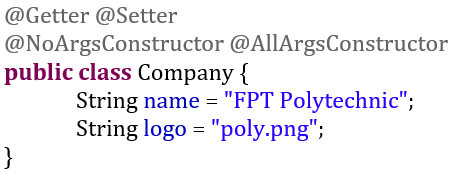 @Getter @Setter
@NoArgsConstructor @AllArgsConstructor
public class Company {
String name = "FPT Polytechnic";
String logo = "poly.png";
}